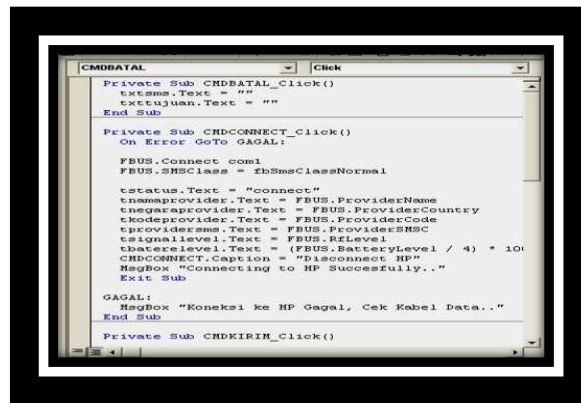 CMDBATAL Click
Private Sub CMDBATAL_Click()
txtsms.Text = ""
txttujuan.Text = ""
End Sub
Private Sub CMDCONNECT_Click()
On Error GoTo GAGAL:
FBUS.Connect com1
FBUS.SMSClass = fbSmsClassNormal
tstatus.Text = "connect"
tnamaprovider.Text = FBUS.ProviderName
tnegaraprovider.Text = FBUS.ProviderCountry
tkodeprovider.Text = FBUS.ProviderCode
tprovidersms.Text = FBUS.ProviderSMSC
tsignallevel.Text = FBUS.RfLevel
tbaterelevel.Text = (FBUS.BatteryLevel / 4) * 10
CMDCONNECT.Caption = "Disconnect HP"
MsgBox "Connecting to HP Succesfully.."
Exit Sub
GAGAL:
MsgBox "Koneksi ke HP Gagal, Cek Kabel Data.."
End Sub
Private Sub CMDKIRIM_Click()